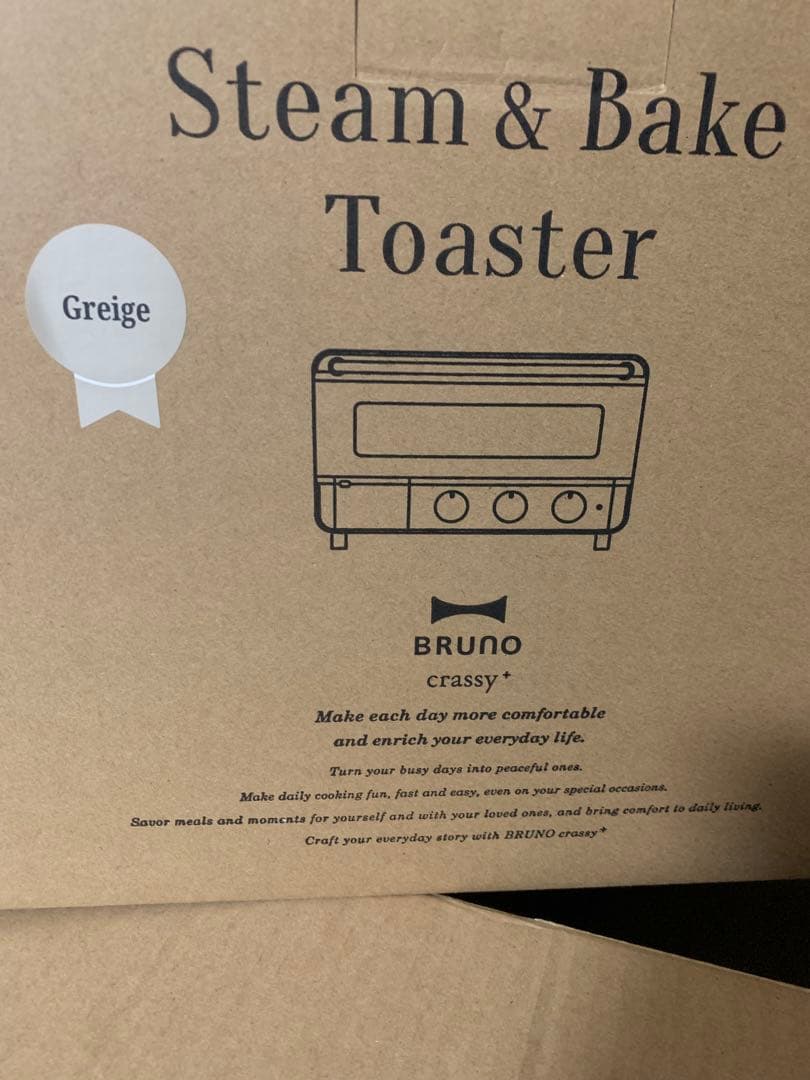 Steam & Bake
Toaster
Greige
BRUNO
crassy+
Make each day more comfortable
and enrich your everyday life.
Turn your busy days into peaceful ones.
Make daily cooking fun, fast and easy, even on your special occasions.
Savor meals and moments for yourself and with your loved ones, and bring comfort to daily living.
Craft your everyday story with BRUNO crassy+